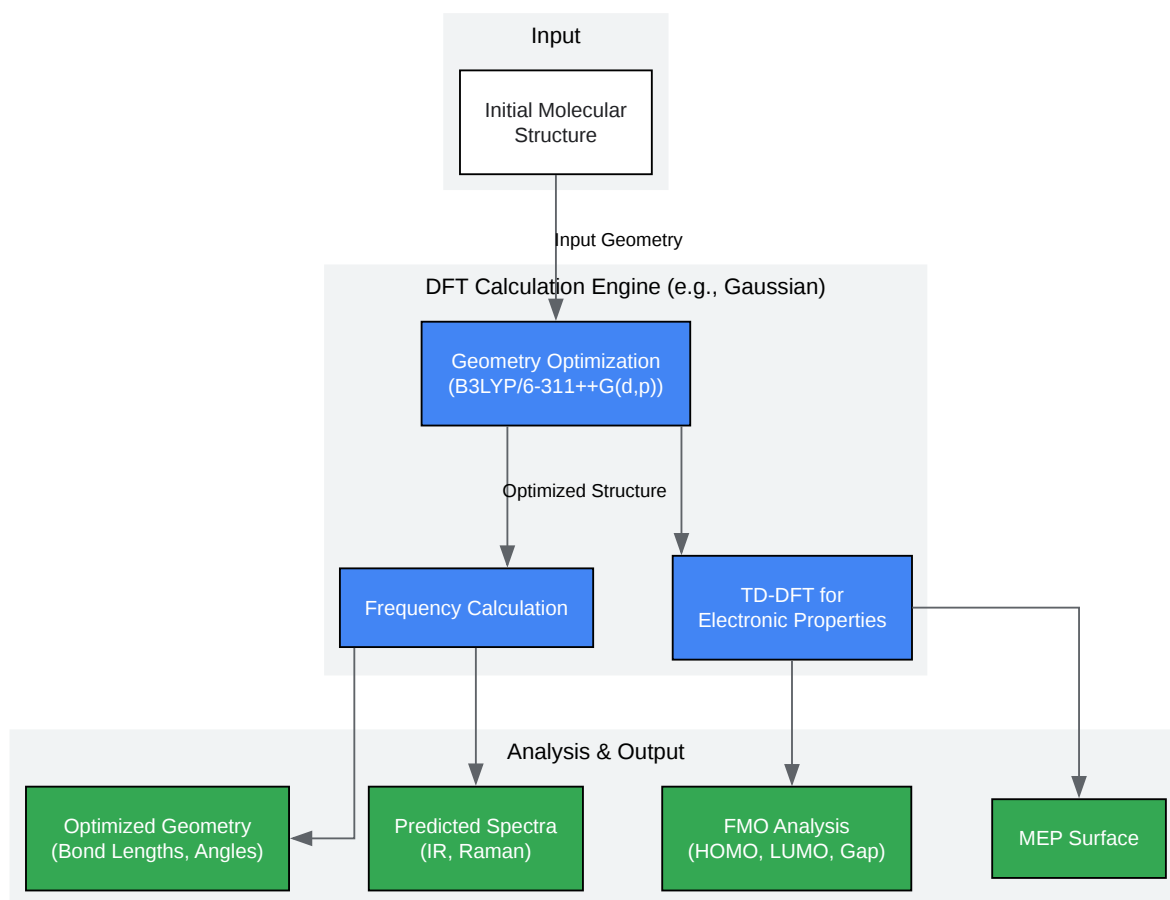 Input
Initial Molecular
Structure
Input Geometry
DFT Calculation Engine (e.g., Gaussian)
Geometry Optimization
(B3LYP/6-311++G(d,p))
Optimized Structure
Frequency Calculation
TD-DFT for
Electronic Properties
Analysis & Output
Optimized Geometry
(Bond Lengths, Angles)
Predicted Spectra
(IR, Raman)
FMO Analysis
(HOMO, LUMO, Gap)
MEP Surface